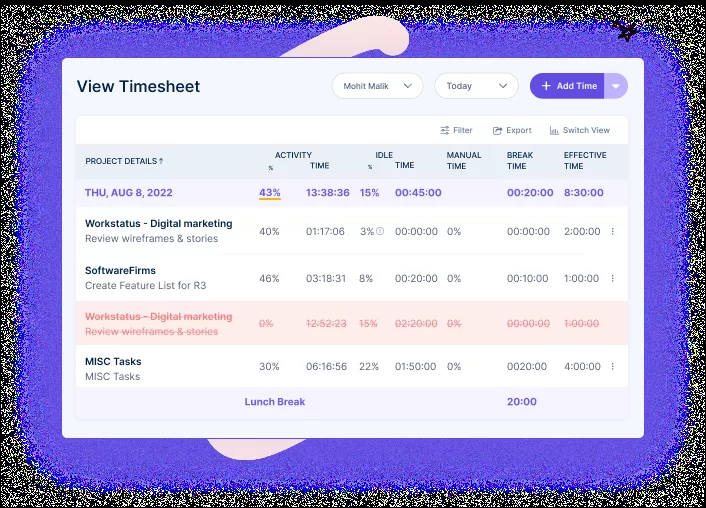 View Timesheet
Mohit Malik
Today
+ Add Time
Filter
Export
Switch View
PROJECT DETAILS ↑
ACTIVITY
% TIME
IDLE
% TIME
MANUAL
TIME
BREAK
TIME
EFFECTIVE
TIME
THU, AUG 8, 2022 43% 13:38:36 15% 00:45:00 00:20:00 8:30:00
Workstatus - Digital marketing
Review wireframes & stories
40% 01:17:06 3% 00:00:00 0% 00:00:00 2:00:00
SoftwareFirms
Create Feature List for R3
46% 03:18:31 8% 00:20:00 0% 00:10:00 1:00:00
Workstatus - Digital marketing
Review wireframes & stories
0% 12:52:23 15% 02:20:00 0% 00:00:00 1:00:00
MISC Tasks
MISC Tasks
30% 06:16:56 22% 01:50:00 0% 0020:00 4:00:00
Lunch Break 20:00